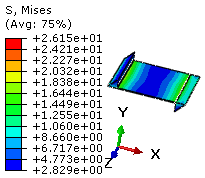 S, Mises
(Avg: 75%)
+2.615e+01
+2.421e+01
+2.227e+01
+2.032e+01
+1.838e+01
+1.644e+01
+1.449e+01
+1.255e+01
+1.060e+01
+8.660e+00
+6.717e+00
+4.773e+00
+2.829e+00
Y
X
Z